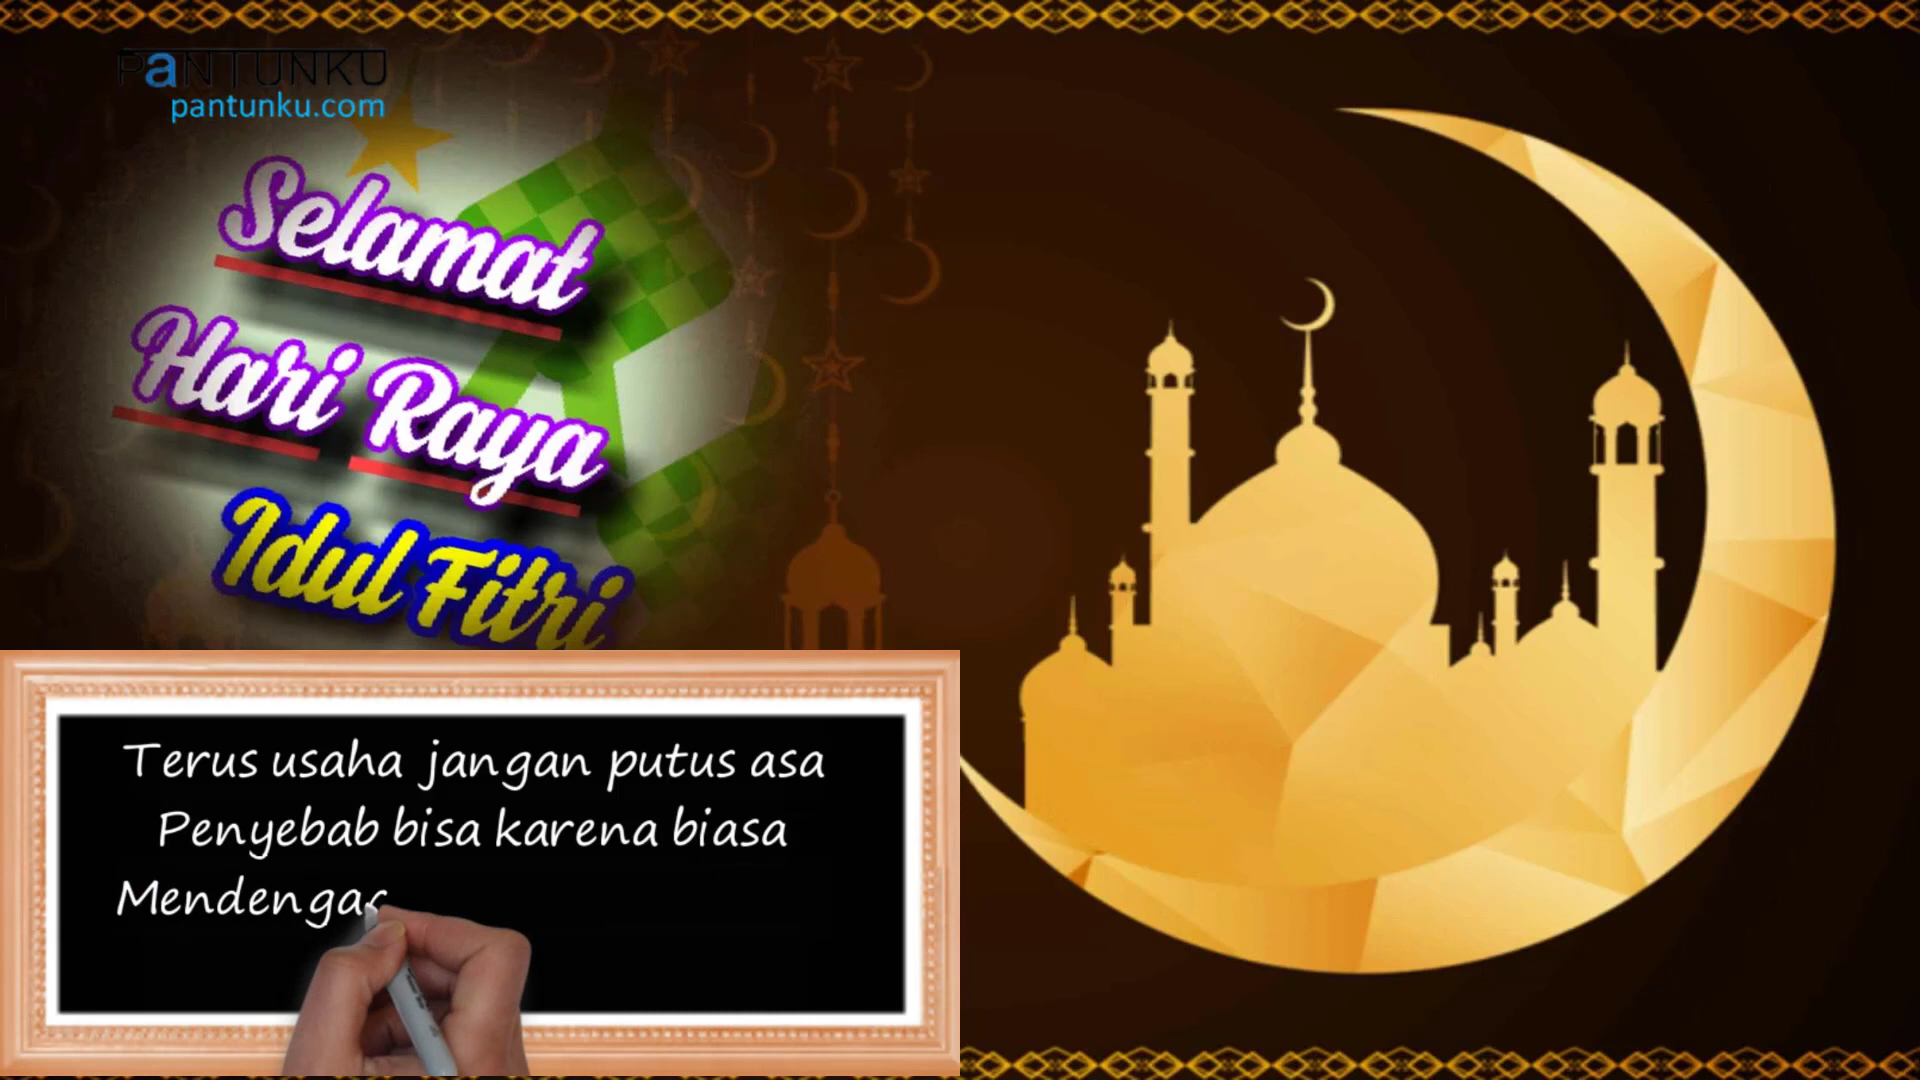 PaNTUNKU
pantunku.com
Selamat
Hari Raya
Idul Fitri
Terus usaha jangan putus asa
Penyebab bisa karena biasa